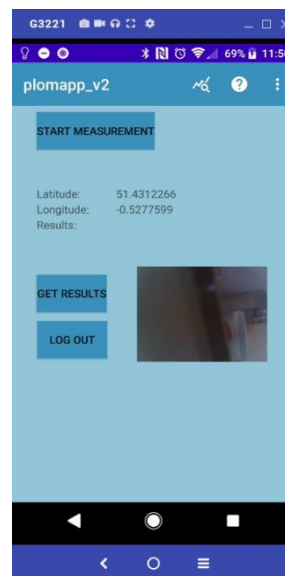 G3221
69% 11:5
plomapp_v2
START MEASUREMENT
Latitude: 51.4312266
Longitude: -0.5277599
Results:
GET RESULTS
LOG OUT